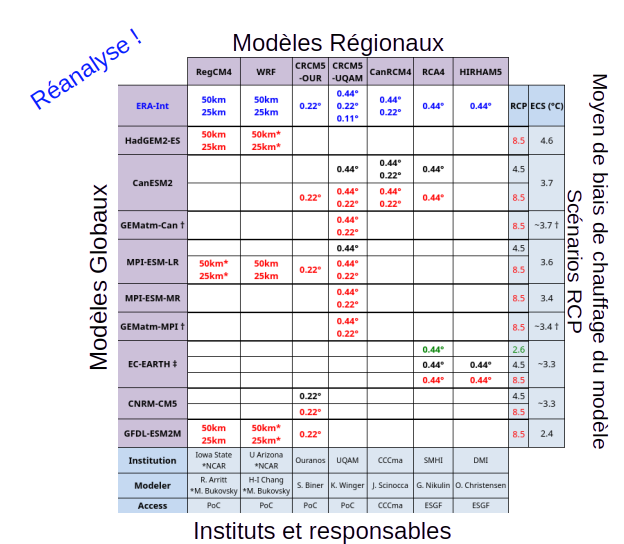 Réanalyse !
Modèles Régionaux
RegCM4 WRF CRCM5 -OUR CRCM5 -UQAM CanRCM4 RCA4 HIRHAM5
ERA-Int 50km 25km 50km 25km 0.22° 0.44° 0.22° 0.11° 0.44° 0.22° 0.44° 0.44° RCP ECS (°C)
HadGEM2-ES 50km 25km 50km* 25km* 8.5 4.6
CanESM2 0.44° 0.44° 0.22° 0.44° 4.5 3.7
0.22° 0.44° 0.22° 0.44° 0.22° 0.44° 8.5
GEMatm-Can † 0.44° 0.22° 8.5 ~3.7 †
MPI-ESM-LR 0.44° 4.5 3.6
50km* 25km* 50km 25km 0.22° 0.44° 0.22° 8.5
MPI-ESM-MR 0.44° 0.22° 8.5 3.4
GEMatm-MPI † 0.44° 0.22° 8.5 ~3.4 †
EC-EARTH ‡ 0.44° 2.6 ~3.3
0.44° 0.44° 4.5
0.44° 0.44° 8.5
CNRM-CM5 0.22° 4.5 ~3.3
0.22° 8.5
GFDL-ESM2M 50km 25km 50km* 25km* 0.22° 8.5 2.4
Institution Iowa State *NCAR U Arizona *NCAR Ouranos UQAM CCCma SMHI DMI
Modeler R. Arritt *M. Bukovsky H-I Chang *M. Bukovsky S. Biner K. Winger J. Scinocca G. Nikulin O. Christensen
Access PoC PoC PoC PoC CCCma ESGF ESGF
Modèles Globaux
Scénarios RCP
Moyen de biais de chauffage du modèle
Instituts et responsables